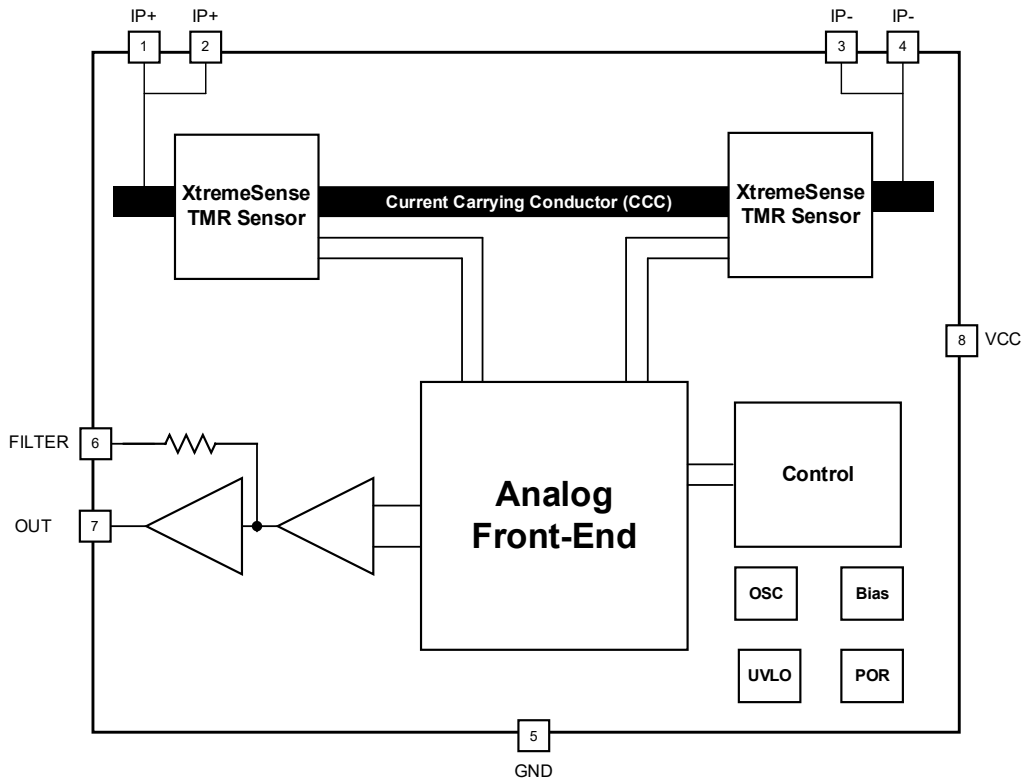 IP+ IP+ IP- IP-
1 2 3 4
XtremeSense
TMR Sensor
Current Carrying Conductor (CCC)
XtremeSense
TMR Sensor
8 VCC
FILTER 6
OUT 7
Analog
Front-End
Control
OSC Bias
UVLO POR
5
GND